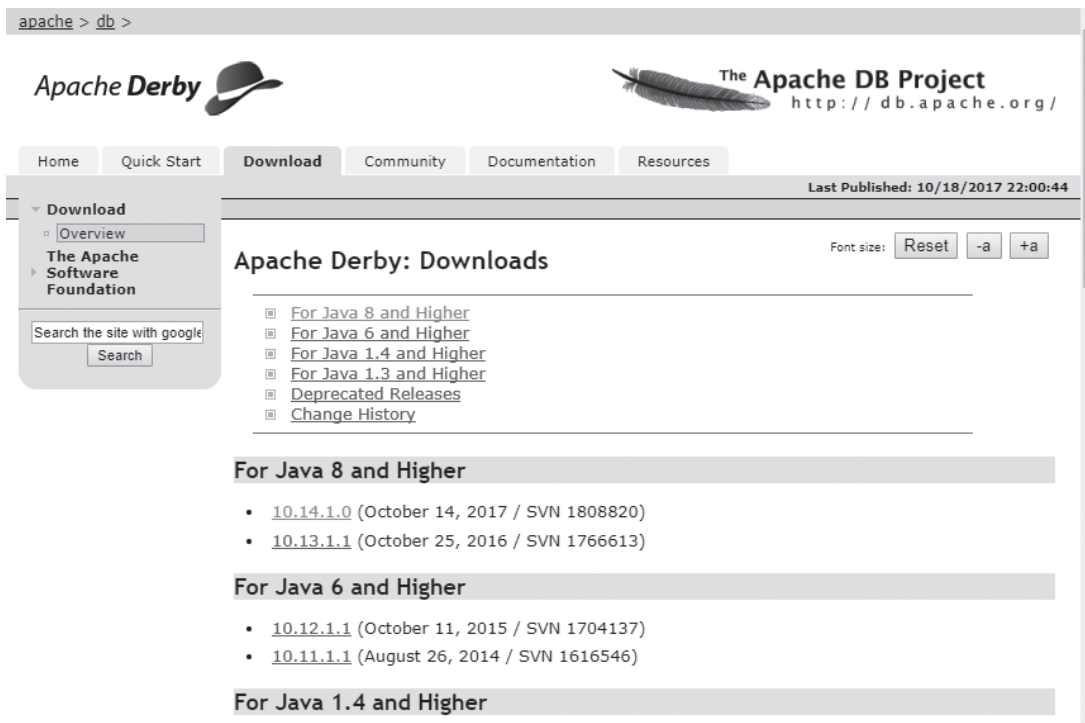 apache > db >
Apache Derby
The Apache DB Project
http://db.apache.org/
Home
Quick Start
Download
Community
Documentation
Resources
Last Published: 10/18/2017 22:00:44
Download
Overview
The Apache
Software
Foundation
Search the site with google
Search
Font size: Reset -a +a
Apache Derby: Downloads
For Java 8 and Higher
For Java 6 and Higher
For Java 1.4 and Higher
For Java 1.3 and Higher
Deprecated Releases
Change History
For Java 8 and Higher
• 10.14.1.0 (October 14, 2017 / SVN 1808820)
• 10.13.1.1 (October 25, 2016 / SVN 1766613)
For Java 6 and Higher
• 10.12.1.1 (October 11, 2015 / SVN 1704137)
• 10.11.1.1 (August 26, 2014 / SVN 1616546)
For Java 1.4 and Higher